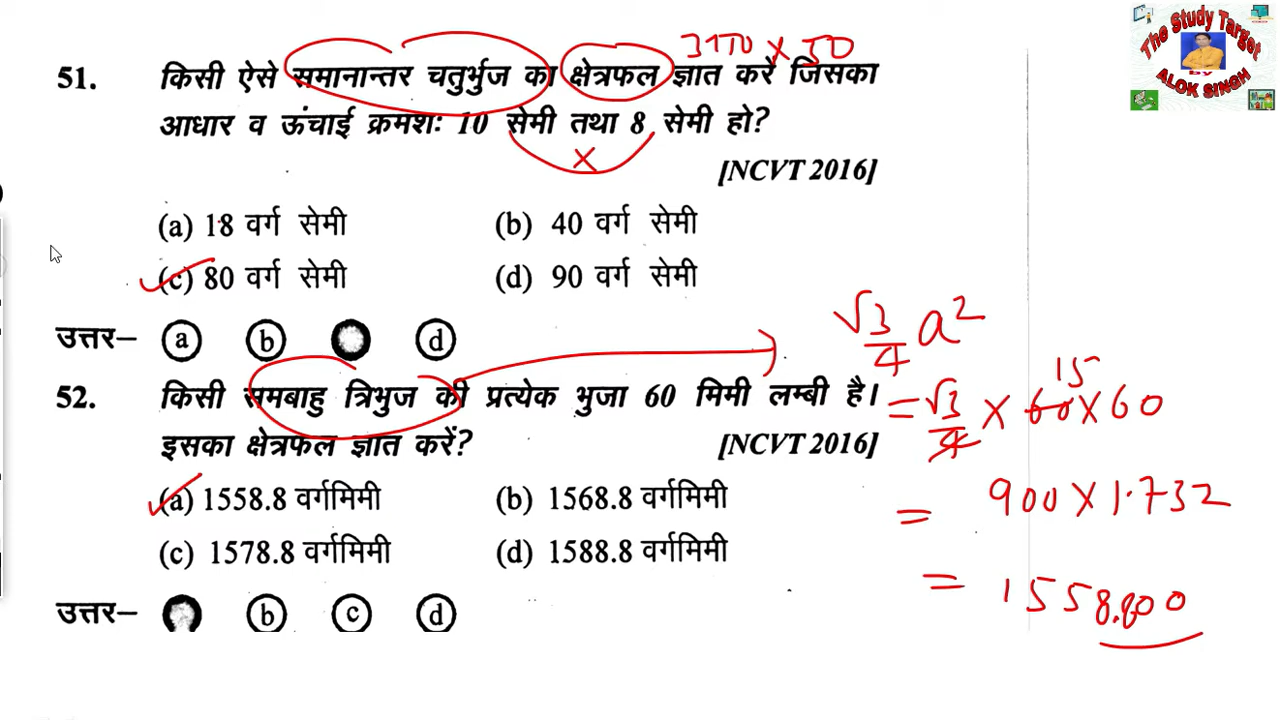 The Study Target
BY
ALOK SINGH
51. किसी ऐसे समानान्तर चतुर्भुज का क्षेत्रफल ज्ञात करें जिसका
आधार व ऊंचाई क्रमशः 10 सेमी तथा 8 सेमी हो?
[NCVT 2016]
(a) 18 वर्ग सेमी (b) 40 वर्ग सेमी
(c) 80 वर्ग सेमी (d) 90 वर्ग सेमी
उत्तर– a b d
52. किसी समबाहु त्रिभुज की प्रत्येक भुजा 60 मिमी लम्बी है।
इसका क्षेत्रफल ज्ञात करें? [NCVT 2016]
(a) 1558.8 वर्गमिमी (b) 1568.8 वर्गमिमी
(c) 1578.8 वर्गमिमी (d) 1588.8 वर्गमिमी
उत्तर– b c d
√3/4 a²
15
= √3/4 × 60 × 60
= 900 × 1.732
= 1558.800